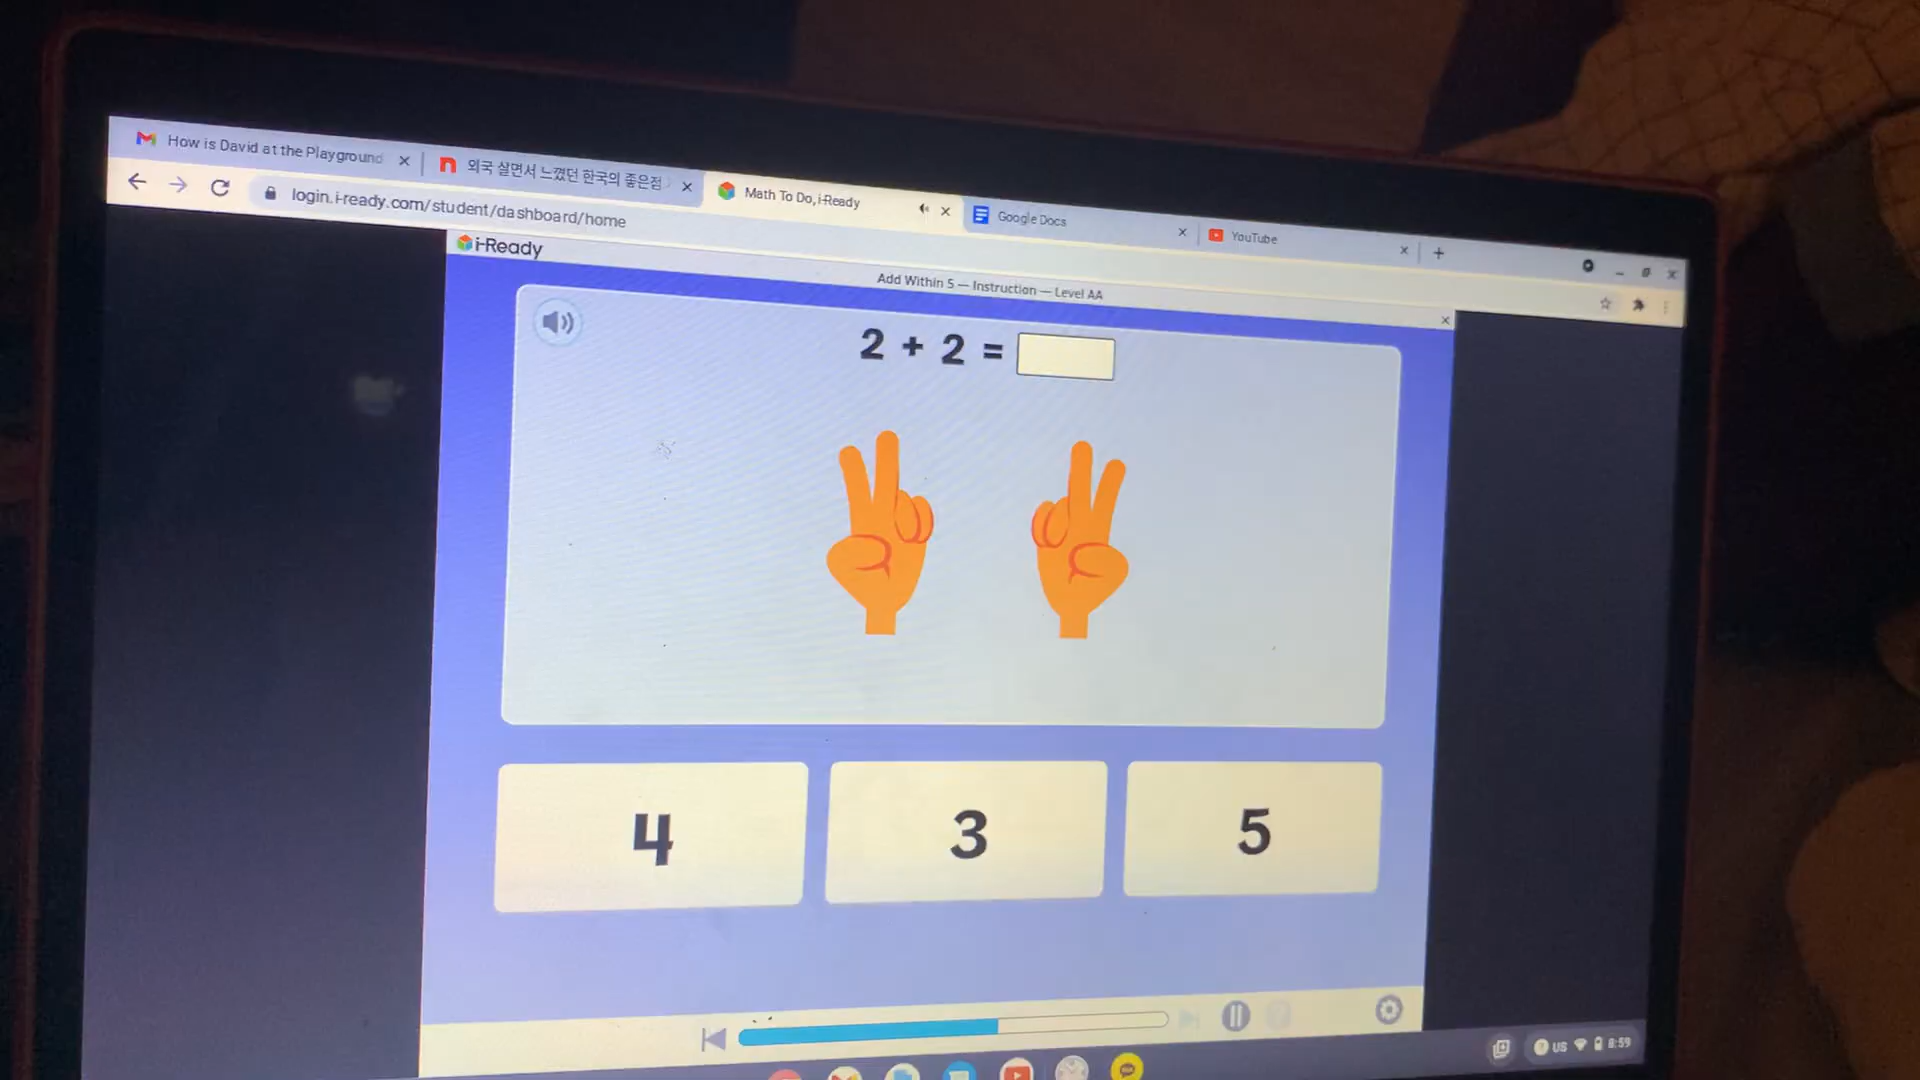 How is David at the Playground
외국 살면서 느꼈던 한국의 좋은점
Math To Do, i-Ready
Google Docs
YouTube
login.i-ready.com/student/dashboard/home
i-Ready
Add Within 5 — Instruction — Level AA
2 + 2 =
4
3
5
US
8:59